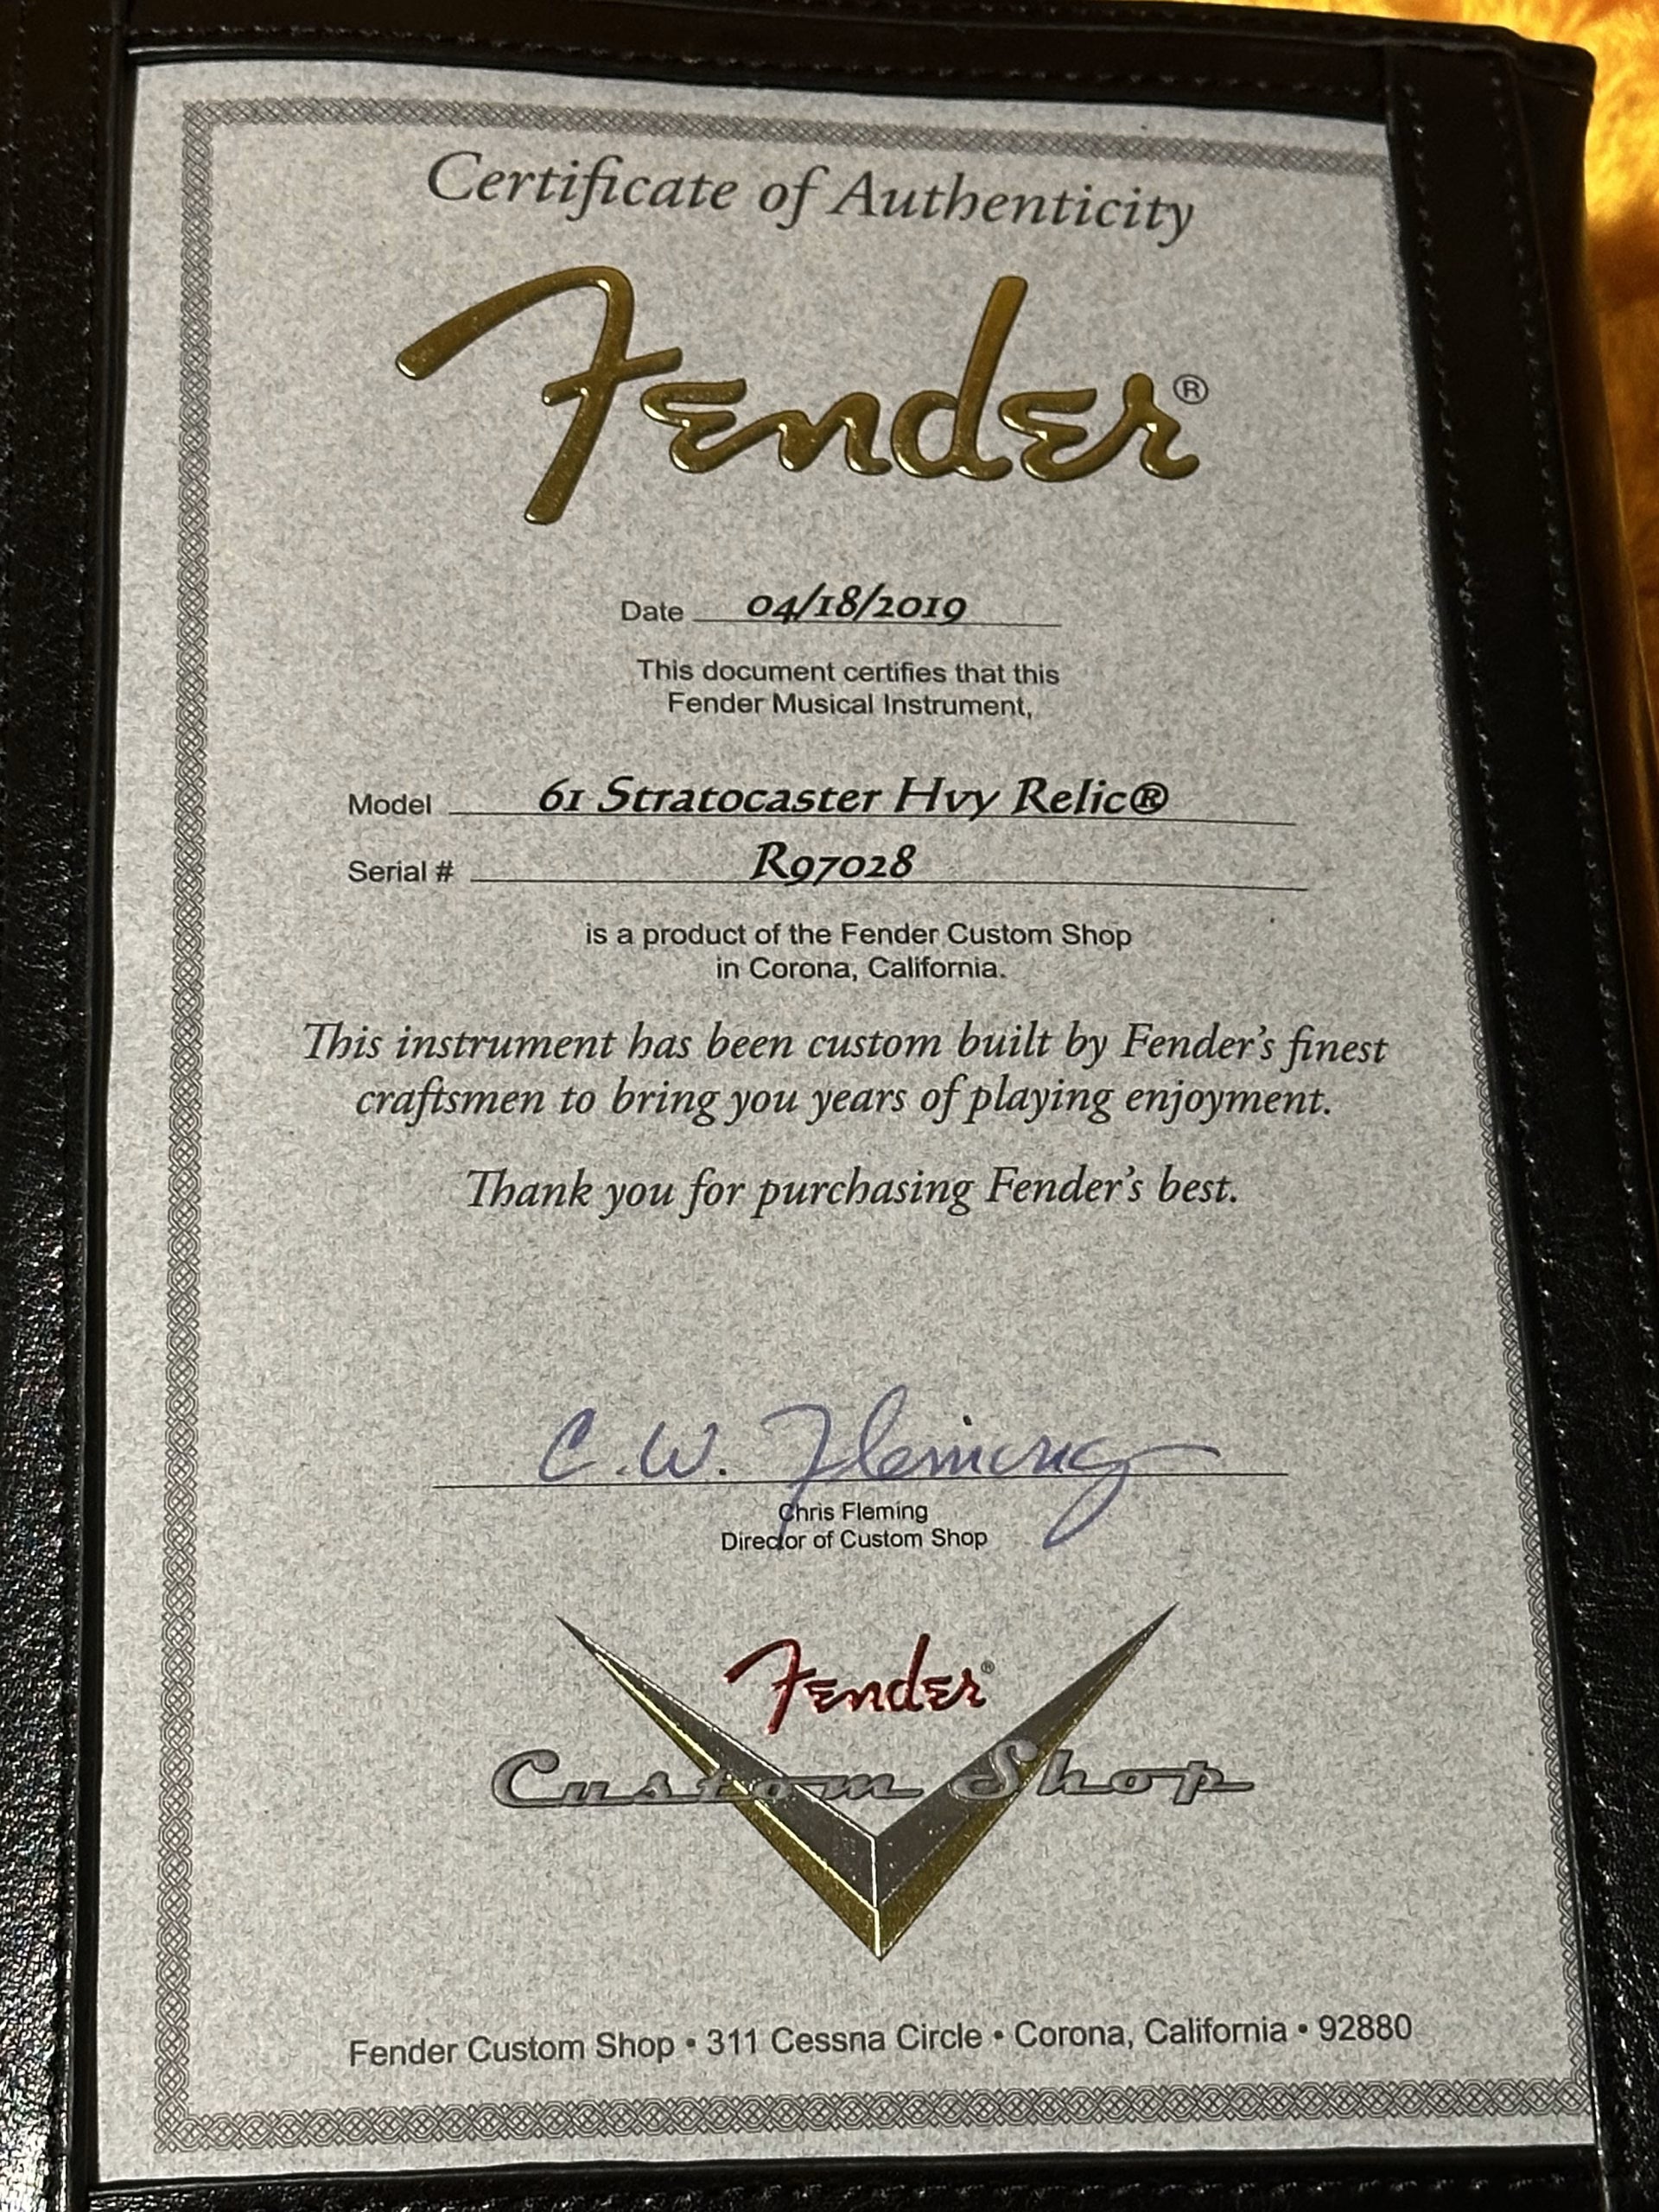 Certificate of Authenticity
Fender®
Date 04/18/2019
This document certifies that this
Fender Musical Instrument,
Model 61 Stratocaster Hvy Relic®
Serial # R97028
is a product of the Fender Custom Shop
in Corona, California.
This instrument has been custom built by Fender's finest
craftsmen to bring you years of playing enjoyment.
Thank you for purchasing Fender's best.
C.W. Fleming
Chris Fleming
Director of Custom Shop
Fender®
Custom Shop
Fender Custom Shop • 311 Cessna Circle • Corona, California • 92880